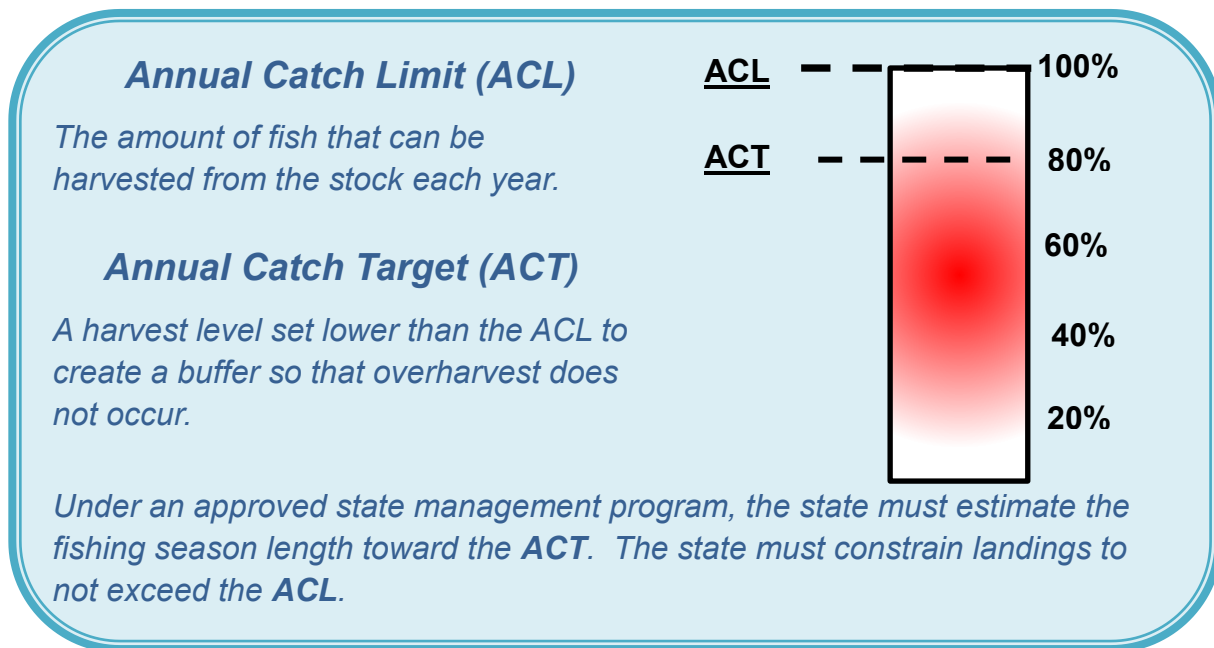 Annual Catch Limit (ACL)
The amount of fish that can be
harvested from the stock each year.
Annual Catch Target (ACT)
A harvest level set lower than the ACL to
create a buffer so that overharvest does
not occur.
Under an approved state management program, the state must estimate the
fishing season length toward the ACT.  The state must constrain landings to
not exceed the ACL.
ACL 100%
ACT 80%
60%
40%
20%